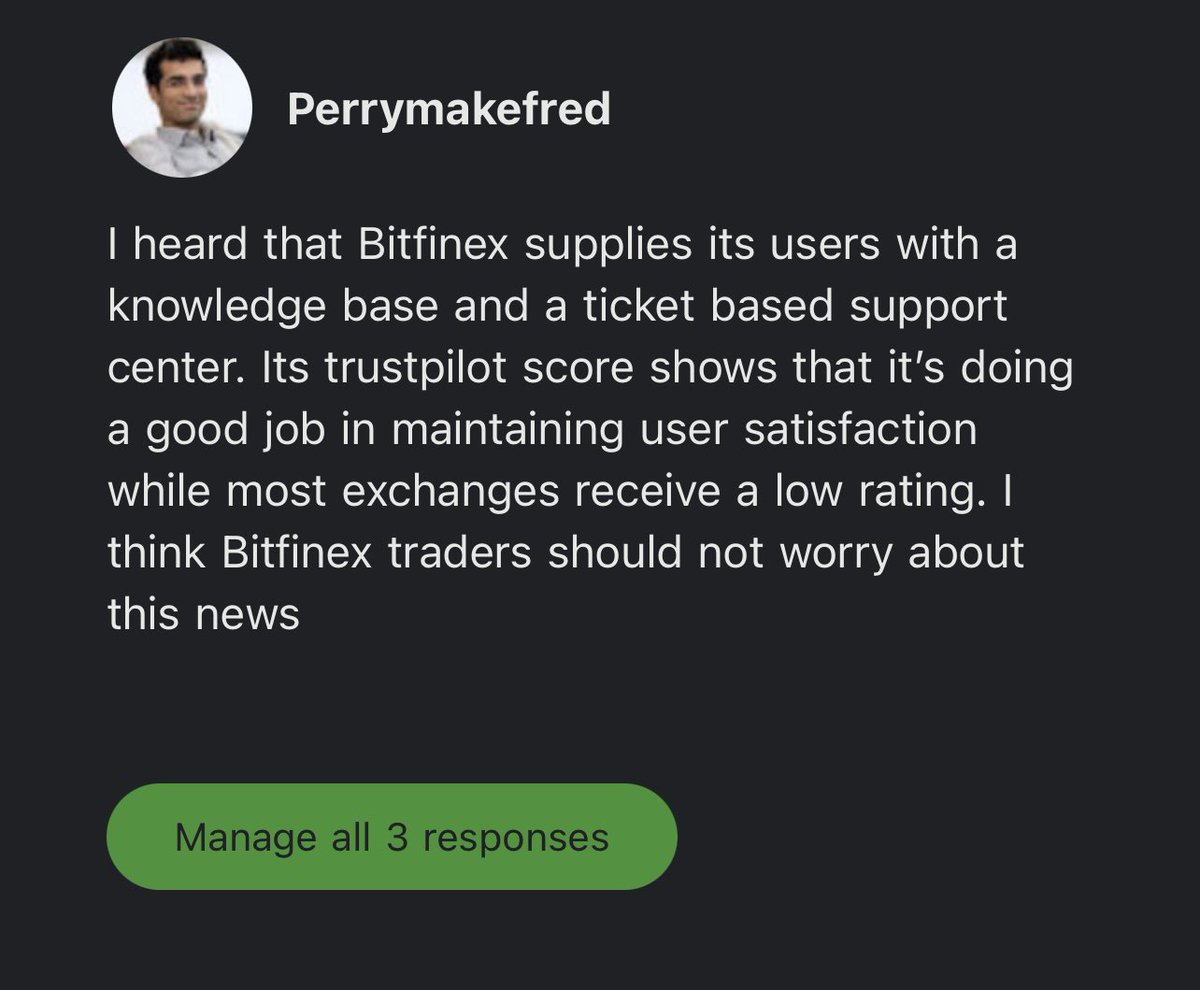 Perrymakefred
I heard that Bitfinex supplies its users with a
knowledge base and a ticket based support
center. Its trustpilot score shows that it’s doing
a good job in maintaining user satisfaction
while most exchanges receive a low rating. I
think Bitfinex traders should not worry about
this news
Manage all 3 responses